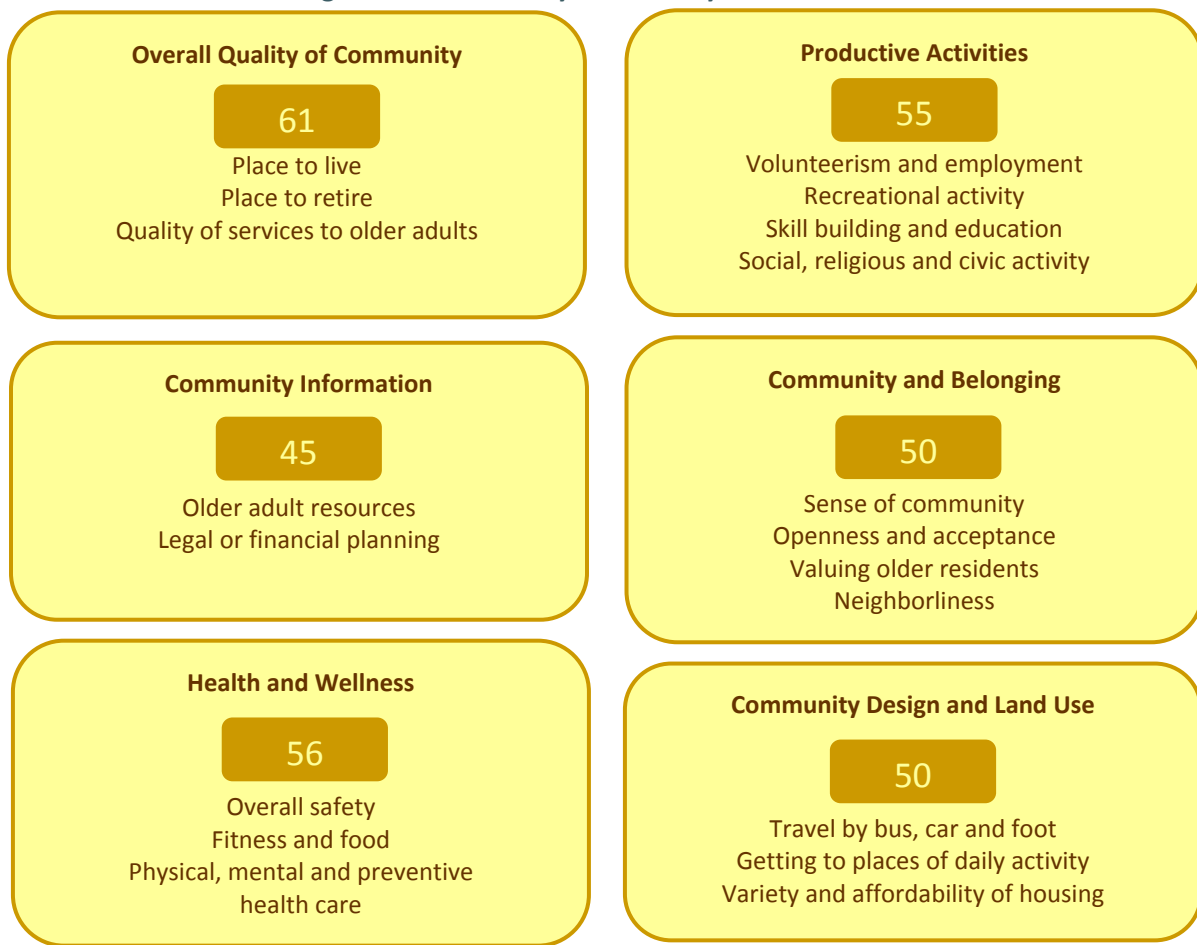 Overall Quality of Community
61
Place to live
Place to retire
Quality of services to older adults
Productive Activities
55
Volunteerism and employment
Recreational activity
Skill building and education
Social, religious and civic activity
Community Information
45
Older adult resources
Legal or financial planning
Community and Belonging
50
Sense of community
Openness and acceptance
Valuing older residents
Neighborliness
Health and Wellness
56
Overall safety
Fitness and food
Physical, mental and preventive
health care
Community Design and Land Use
50
Travel by bus, car and foot
Getting to places of daily activity
Variety and affordability of housing